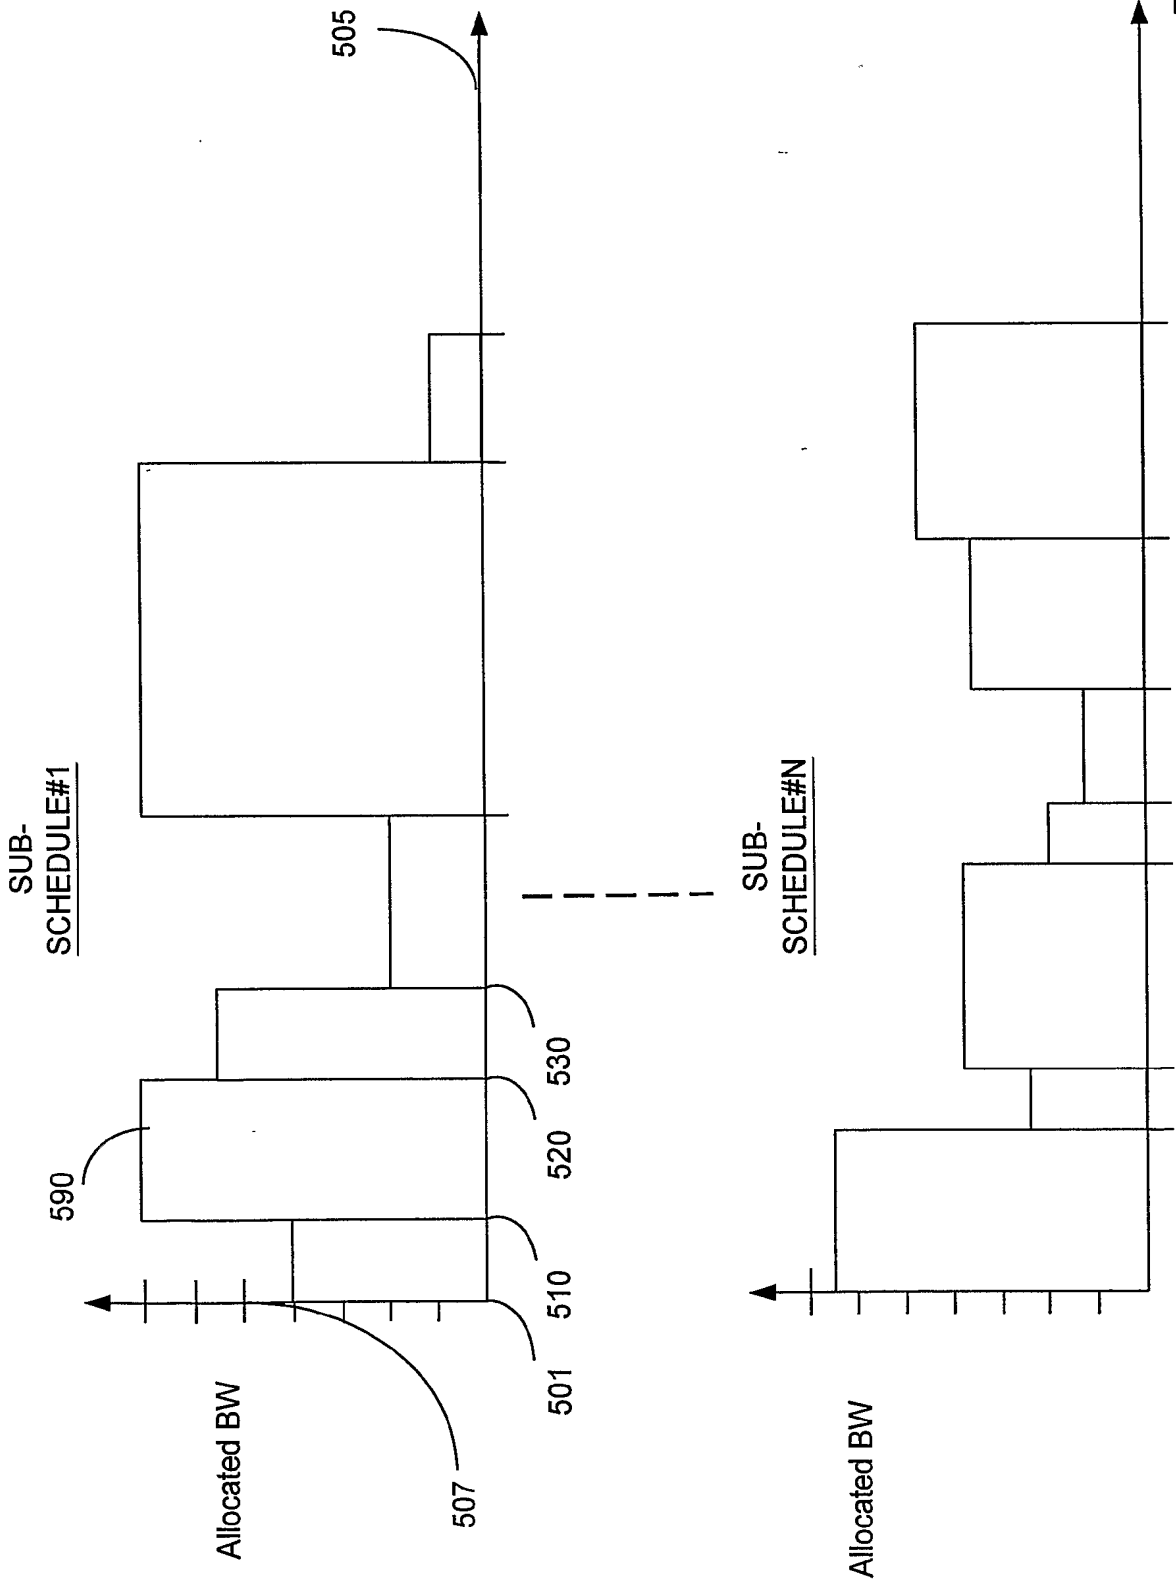 SUB-
SCHEDULE#1
590
505
Allocated BW
507
501
510
520
530
SUB-
SCHEDULE#N
Allocated BW